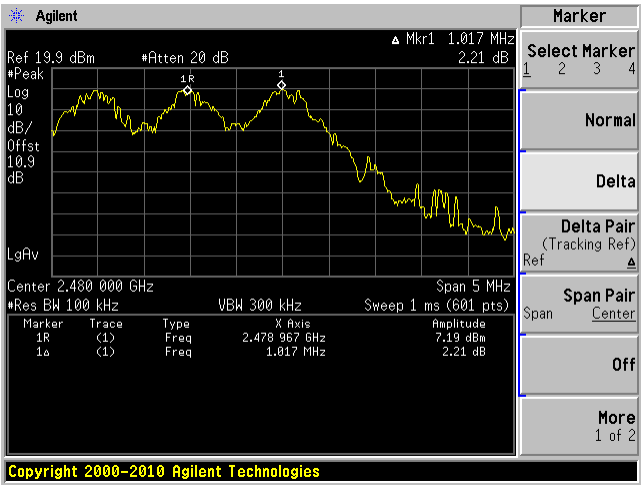 Agilent
Marker
Δ Mkr1 1.017 MHz
Ref 19.9 dBm #Atten 20 dB 2.21 dB
#Peak
Log
10
dB/
Offst
10.9
dB
LgAv
1R
1
Center 2.480 000 GHz Span 5 MHz
#Res BW 100 kHz VBW 300 kHz Sweep 1 ms (601 pts)
Marker Trace Type X Axis Amplitude
1R (1) Freq 2.478 967 GHz 7.19 dBm
1Δ (1) Freq 1.017 MHz 2.21 dB
Select Marker
1 2 3 4
Normal
Delta
Delta Pair
(Tracking Ref)
Ref Δ
Span Pair
Span Center
Off
More
1 of 2
Copyright 2000-2010 Agilent Technologies